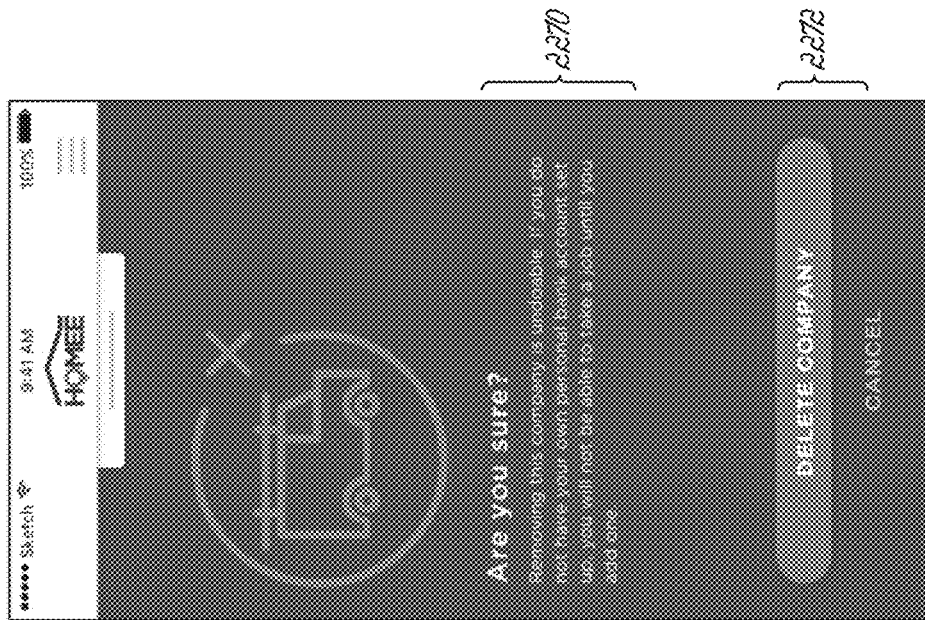 ••••• Sketch 9:41 AM 100%
HOMEE
Are you sure?
Removing this company is undoable. If you do
not have your own personal bank account set
up you will not be able to take a job until you
add one.
DELETE COMPANY
CANCEL
2270
2272